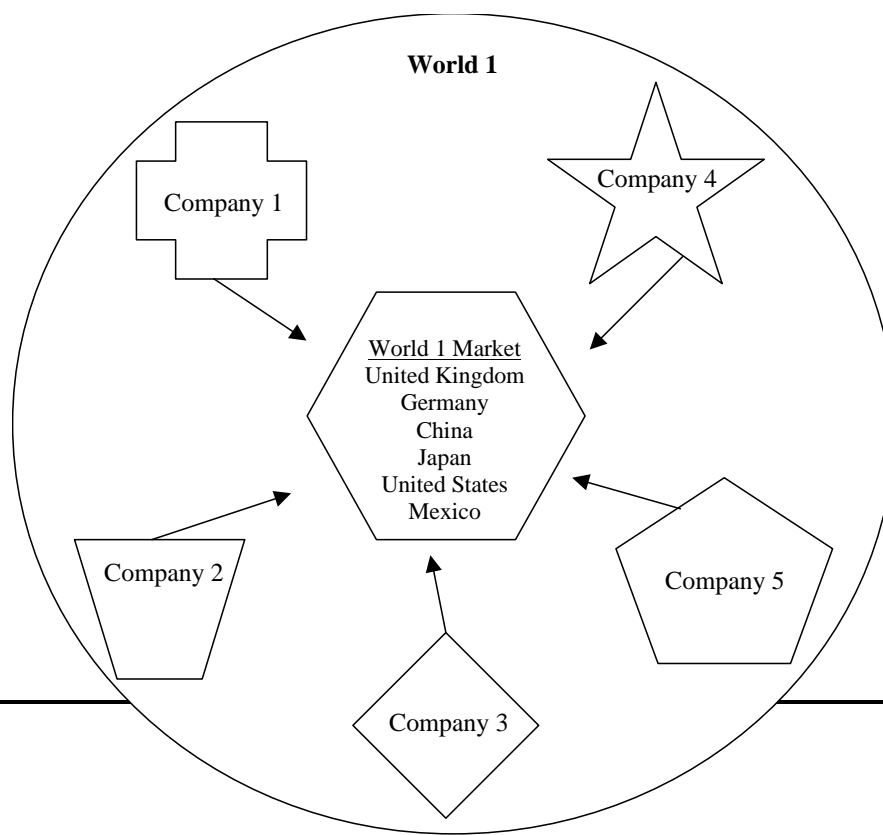 World 1
Company 1
Company 4
World 1 Market
United Kingdom
Germany
China
Japan
United States
Mexico
Company 2
Company 5
Company 3